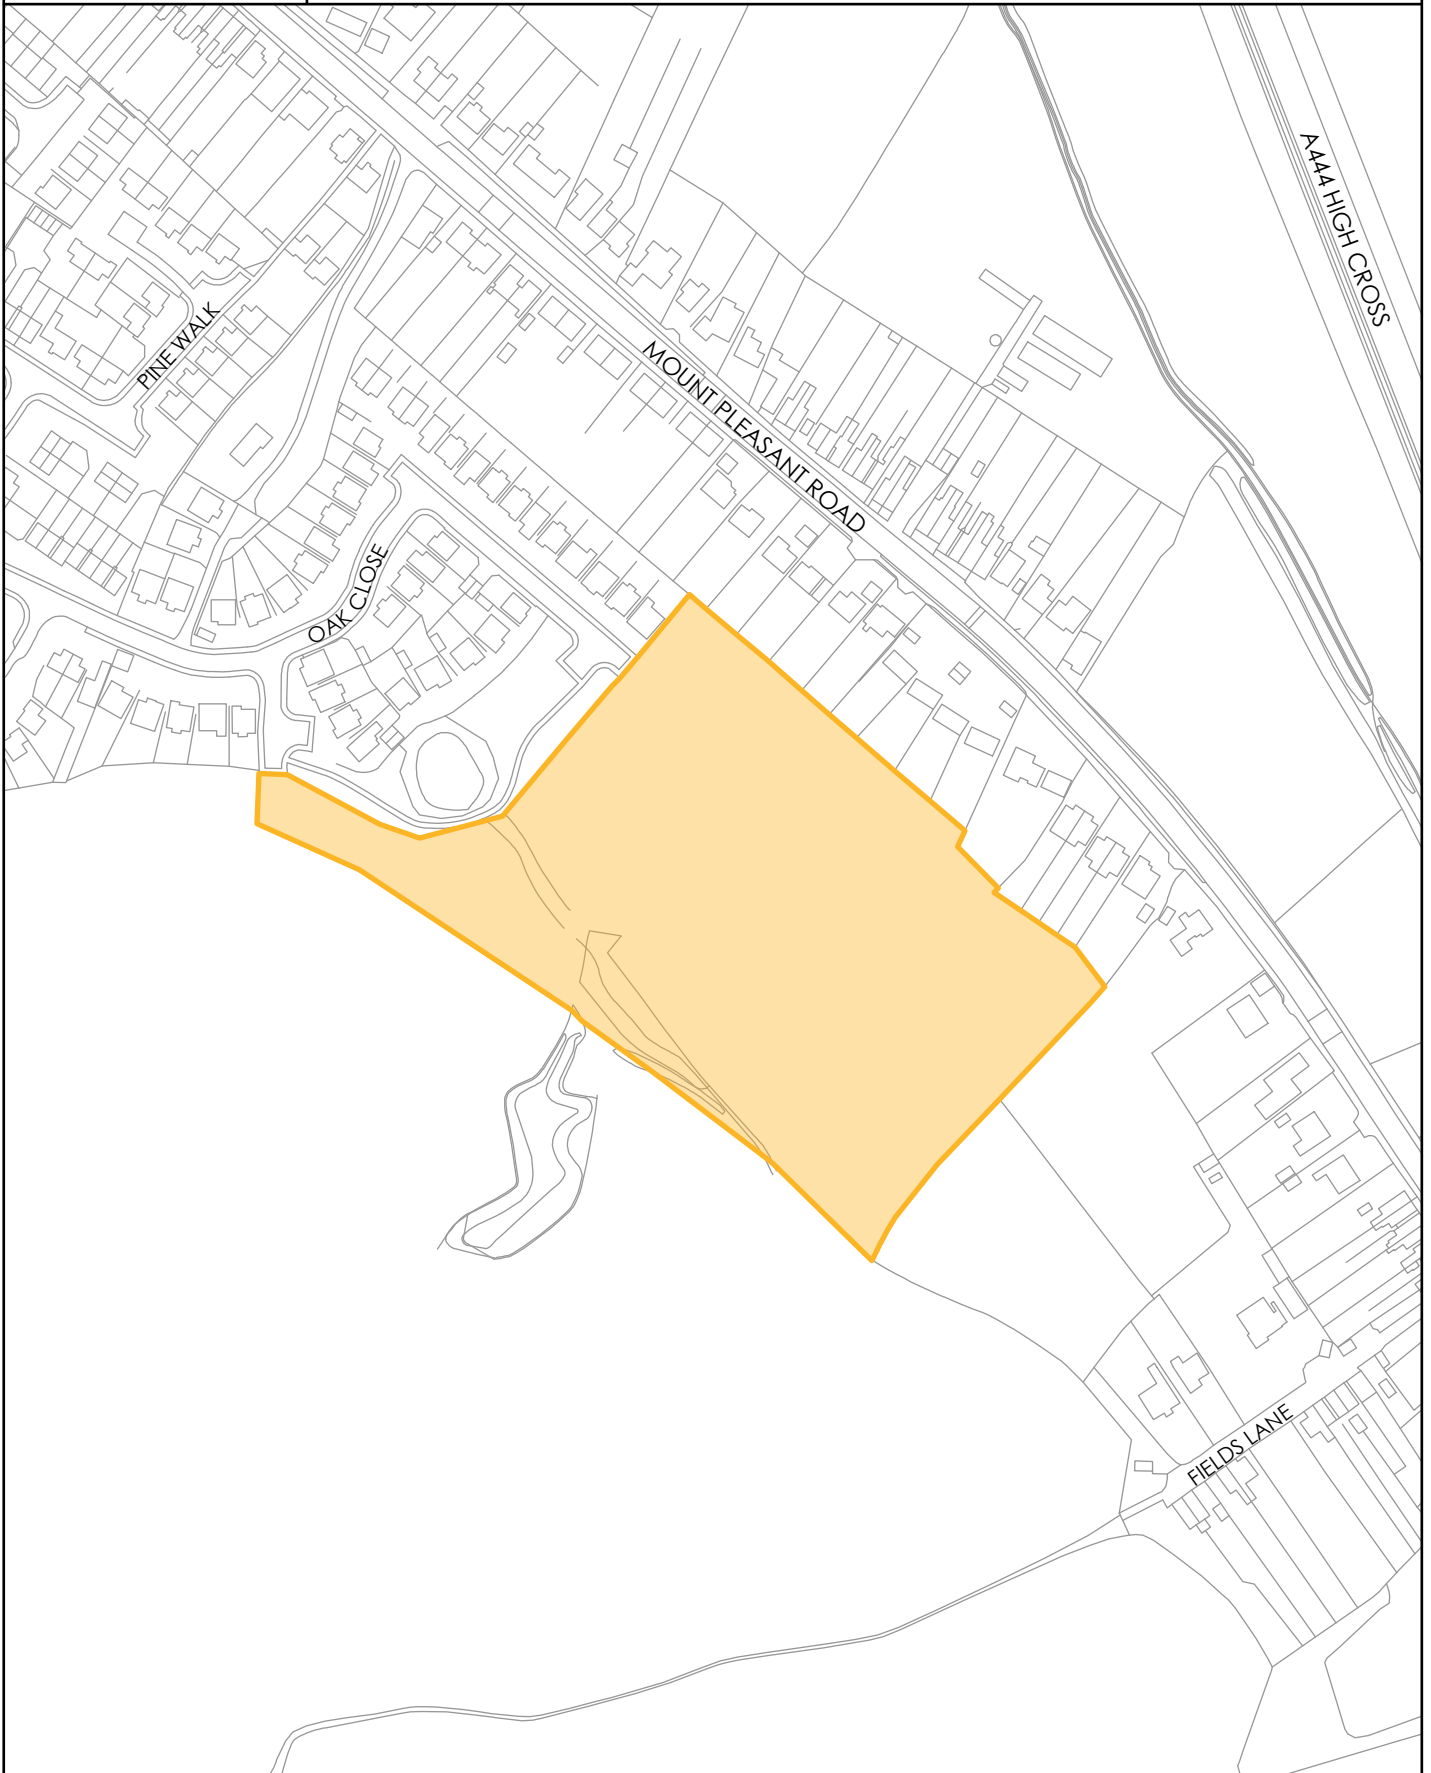 A444 HIGH CROSS
PINE WALK
MOUNT PLEASANT ROAD
OAK CLOSE
FIELDS LANE